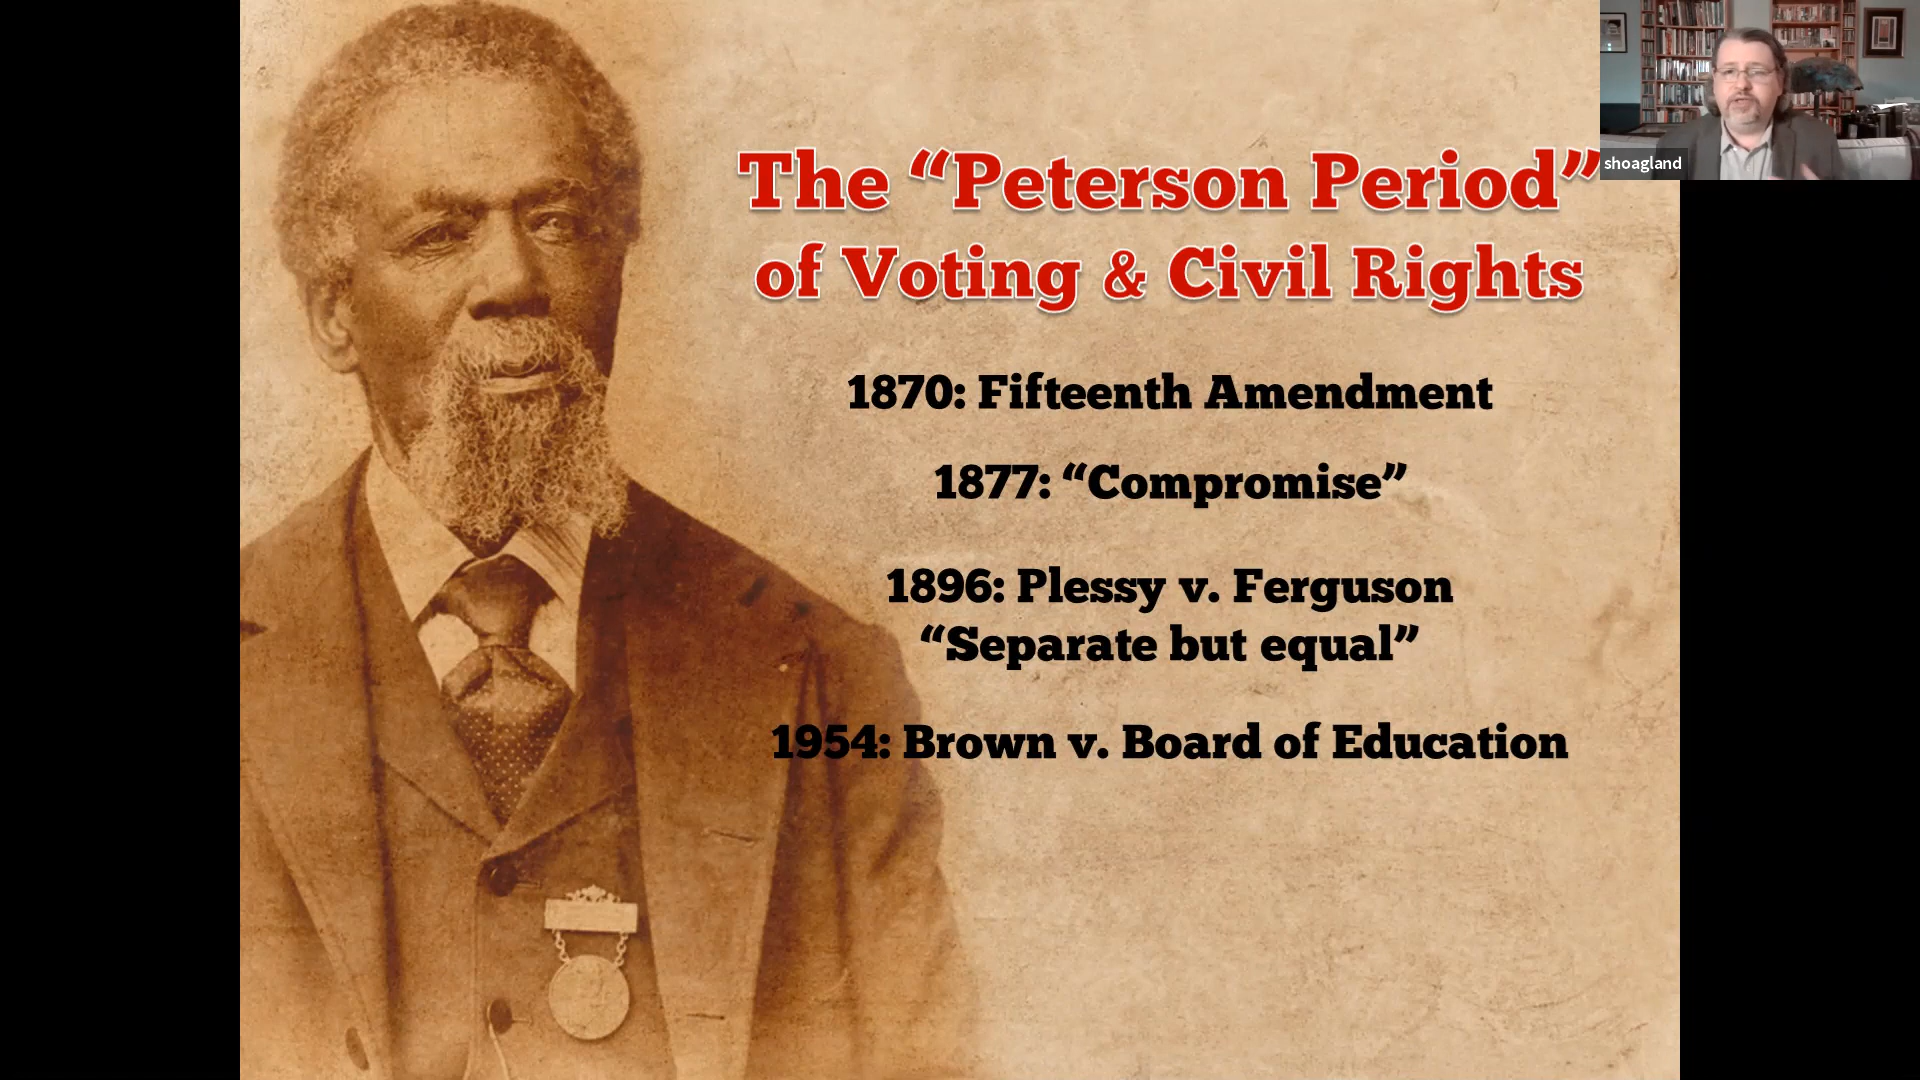 The “Peterson Period”
of Voting & Civil Rights
1870: Fifteenth Amendment
1877: “Compromise”
1896: Plessy v. Ferguson
“Separate but equal”
1954: Brown v. Board of Education
shoagland